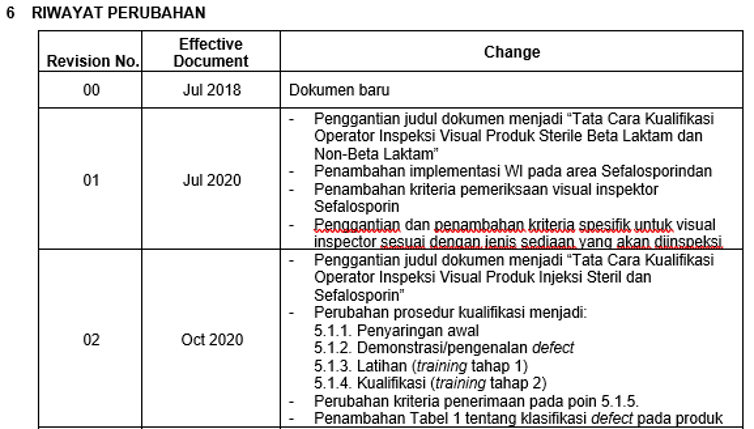 6 RIWAYAT PERUBAHAN
Revision No.
Effective Document
Change
00
Jul 2018
Dokumen baru
01
Jul 2020
- Penggantian judul dokumen menjadi “Tata Cara Kualifikasi
Operator Inspeksi Visual Produk Sterile Beta Laktam dan
Non-Beta Laktam”
- Penambahan implementasi WI pada area Sefalosporindan
- Penambahan kriteria pemeriksaan visual inspektor
Sefalosporin
- Penggantian dan penambahan kriteria spesifik untuk visual
inspector sesuai dengan jenis sediaan yang akan diinspeksi
02
Oct 2020
- Penggantian judul dokumen menjadi “Tata Cara Kualifikasi
Operator Inspeksi Visual Produk Injeksi Steril dan
Sefalosporin”
- Perubahan prosedur kualifikasi menjadi:
5.1.1. Penyaringan awal
5.1.2. Demonstrasi/pengenalan defect
5.1.3. Latihan (training tahap 1)
5.1.4. Kualifikasi (training tahap 2)
- Perubahan kriteria penerimaan pada poin 5.1.5.
- Penambahan Tabel 1 tentang klasifikasi defect pada produk